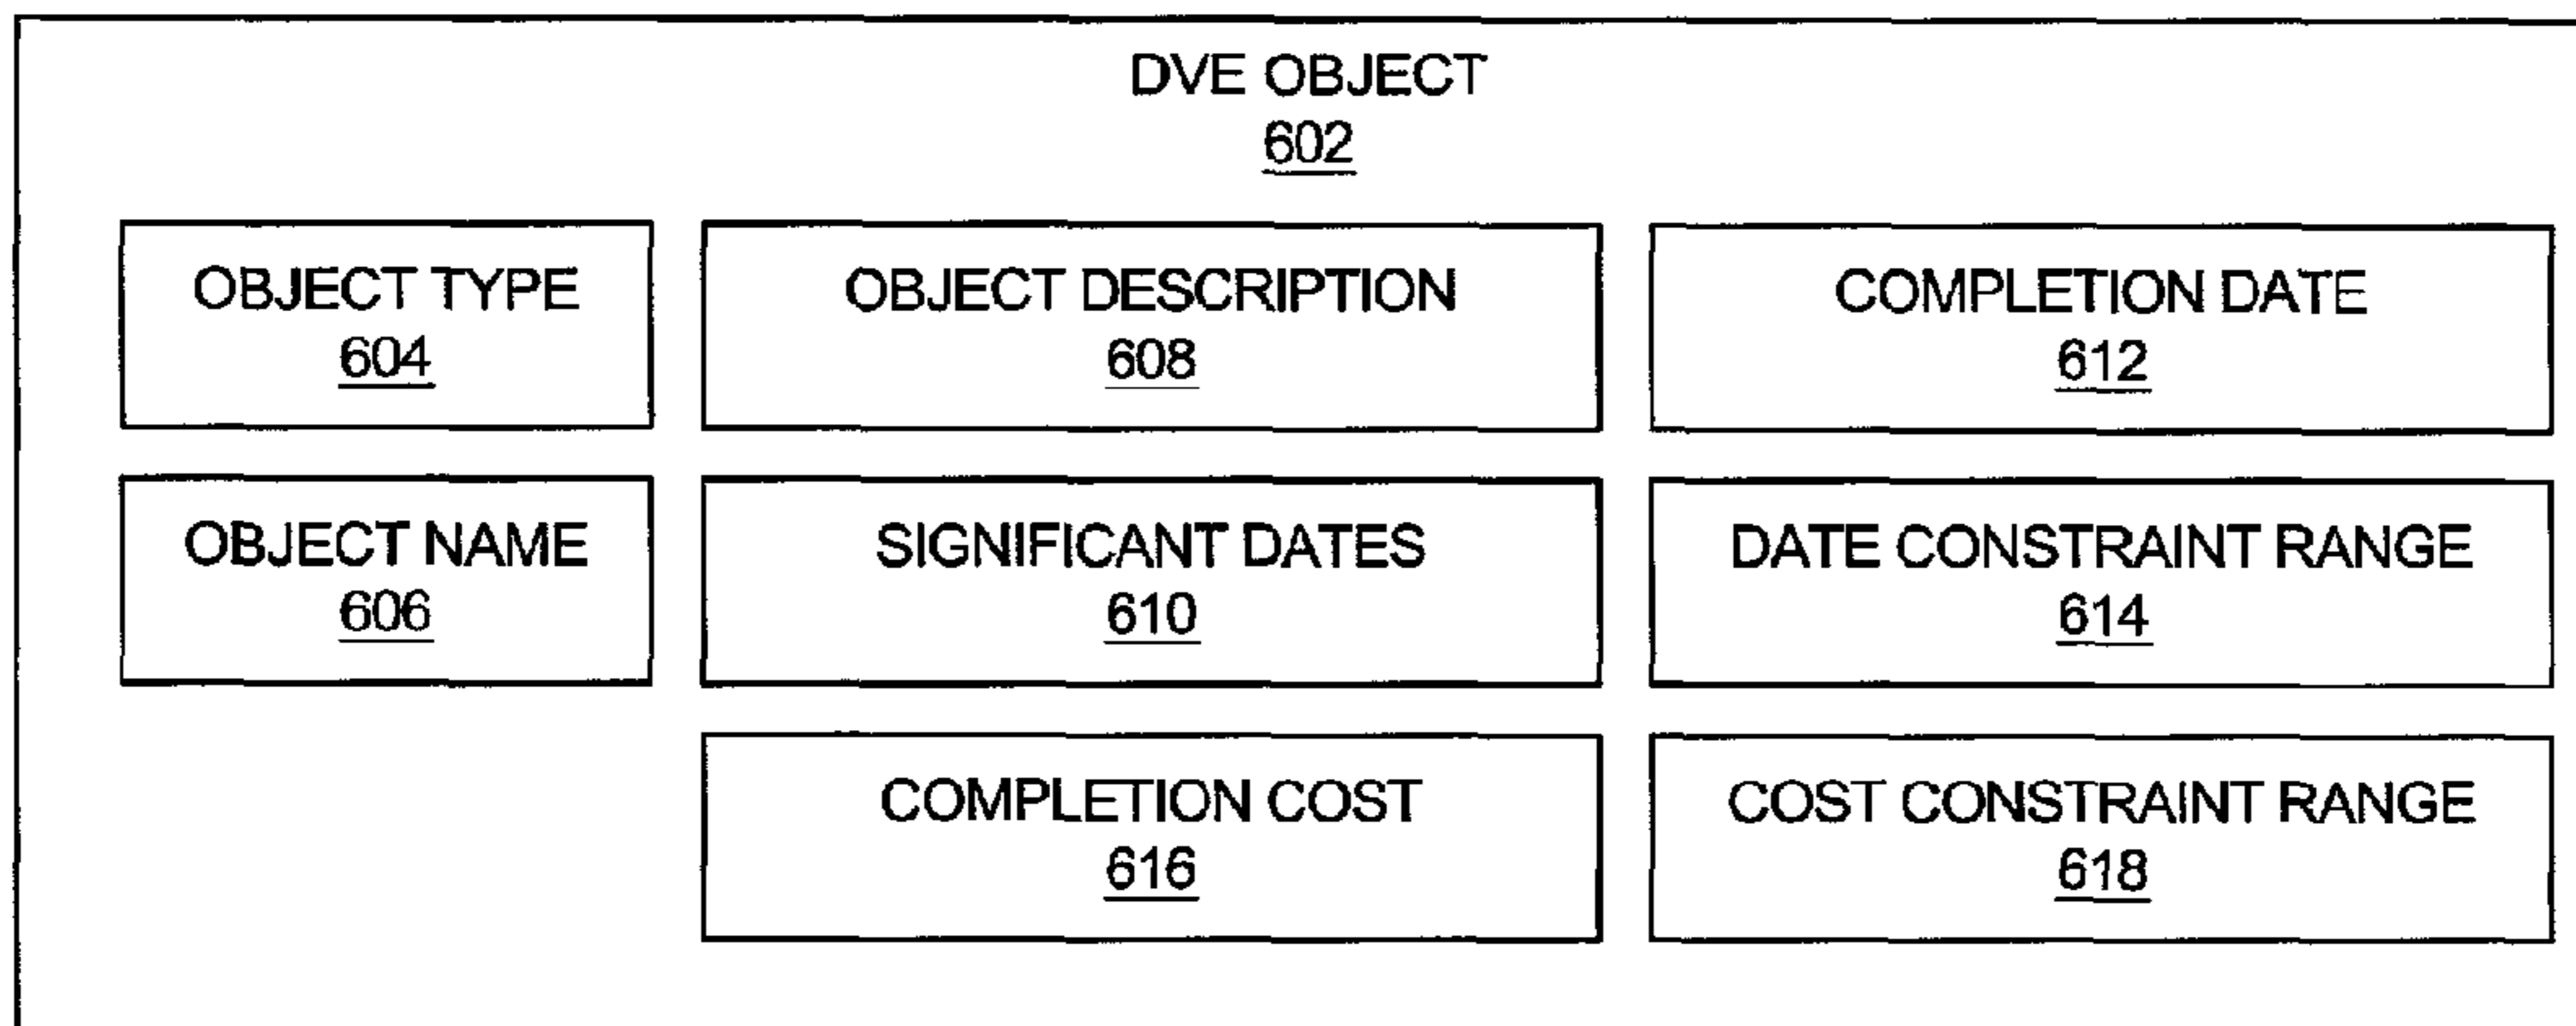 DVE OBJECT
602
OBJECT TYPE
604
OBJECT DESCRIPTION
608
COMPLETION DATE
612
OBJECT NAME
606
SIGNIFICANT DATES
610
DATE CONSTRAINT RANGE
614
COMPLETION COST
616
COST CONSTRAINT RANGE
618